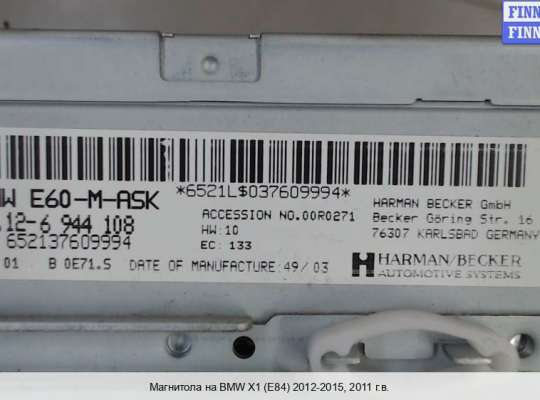 FINN
FINN
*6521L$037609994*
W E60-M-ASK
12-6 944 108
652137609994
01 B 0E71.S DATE OF MANUFACTURE:49/03
ACCESSION NO.00R0271
HW:10
EC: 133
HARMAN BECKER GmbH
Becker Göring Str. 16
76307 KARLSBAD GERMANY
HARMAN/BECKER
AUTOMOTIVE SYSTEMS
Магнитола на BMW X1 (E84) 2012-2015, 2011 г.в.